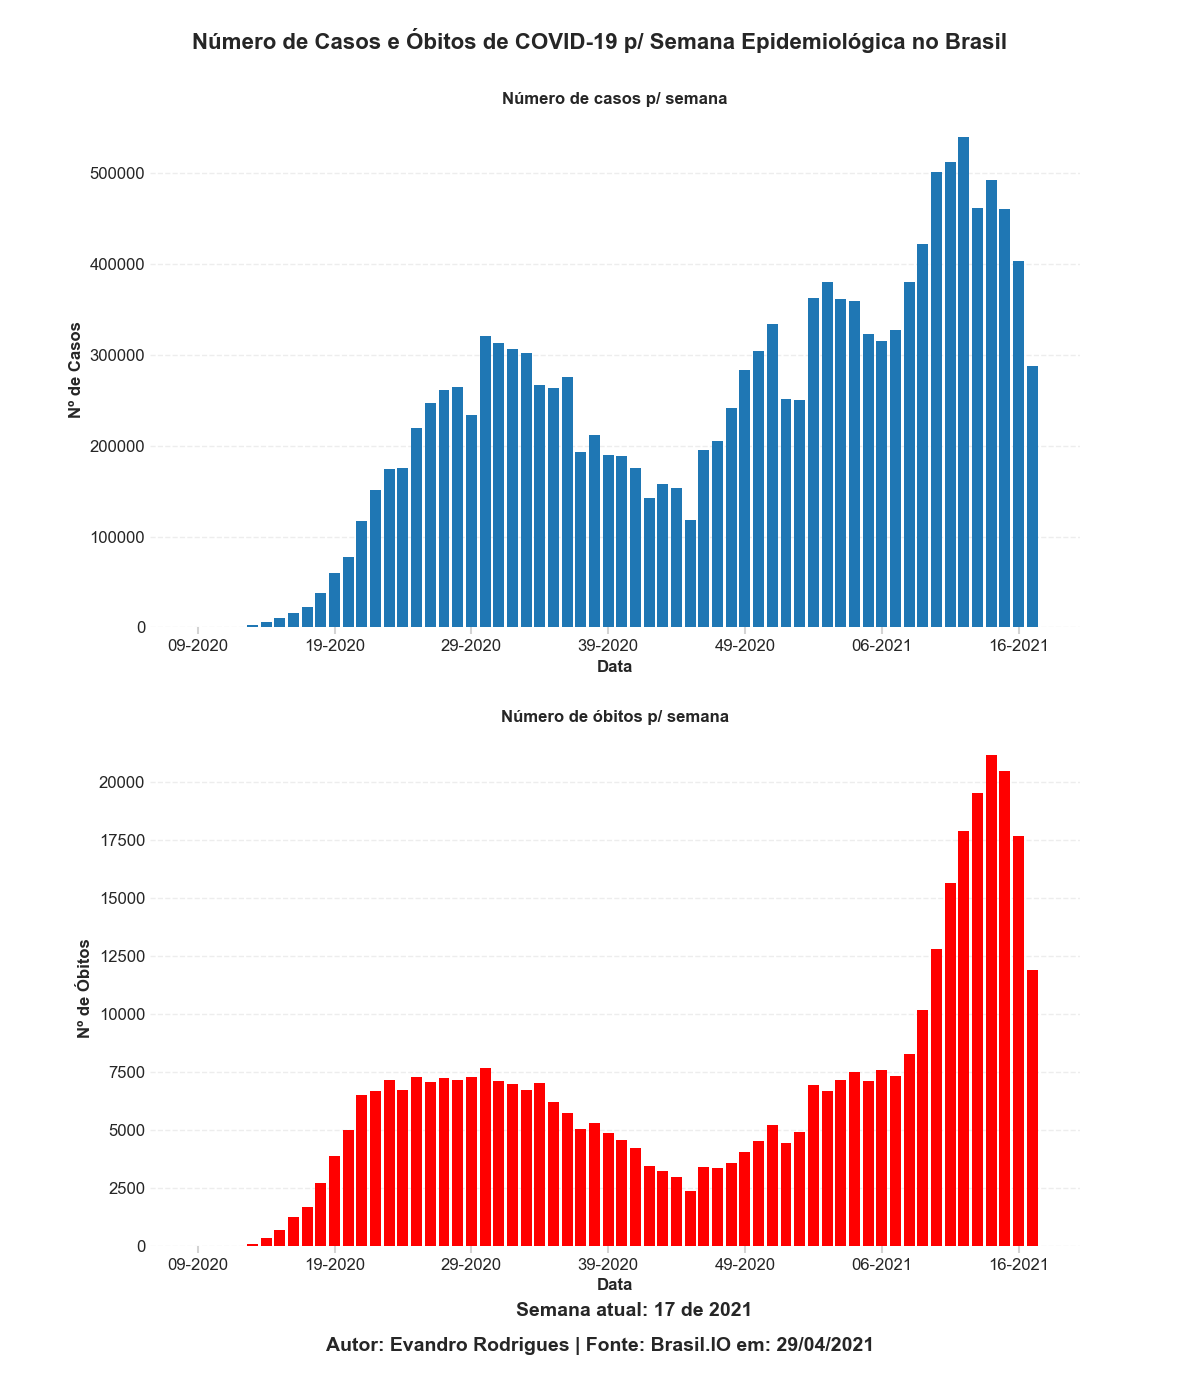 Número de Casos e Óbitos de COVID-19 p/ Semana Epidemiológica no Brasil
Número de casos p/ semana
500000
400000
300000
200000
100000
0
Nº de Casos
09-2020 19-2020 29-2020 39-2020 49-2020 06-2021 16-2021
Data
Número de óbitos p/ semana
20000
17500
15000
12500
10000
7500
5000
2500
0
Nº de Óbitos
09-2020 19-2020 29-2020 39-2020 49-2020 06-2021 16-2021
Data
Semana atual: 17 de 2021
Autor: Evandro Rodrigues | Fonte: Brasil.IO em: 29/04/2021